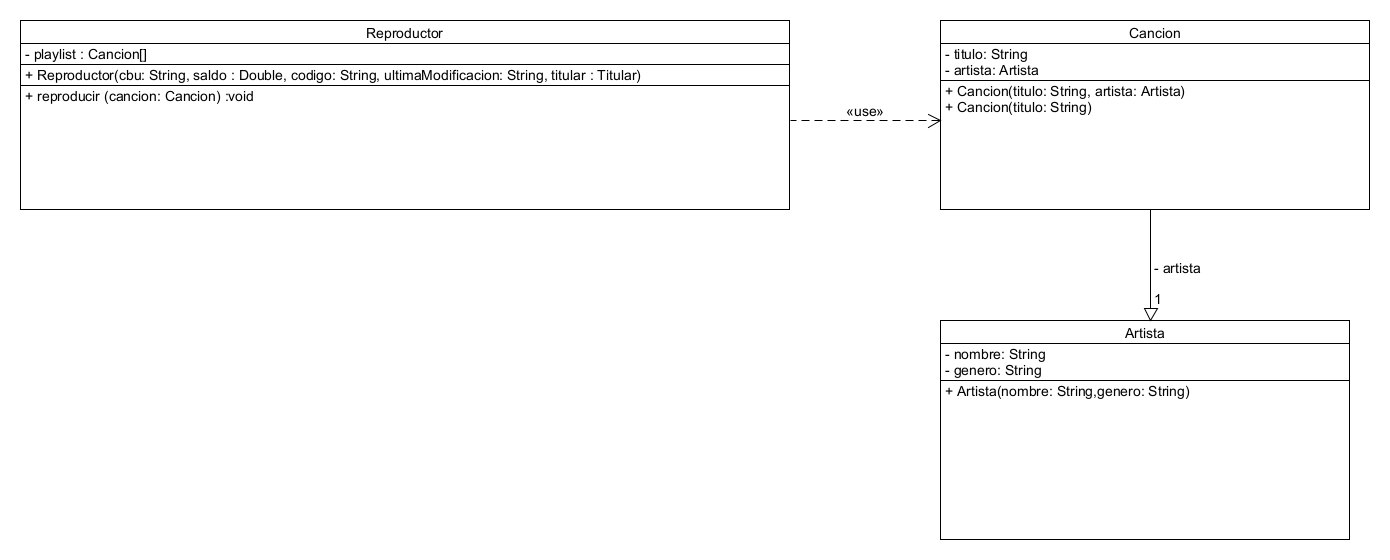 Reproductor
- playlist : Cancion[]
+ Reproductor(cbu: String, saldo : Double, codigo: String, ultimaModificacion: String, titular : Titular)
+ reproducir (cancion: Cancion) :void
«use»
Cancion
- titulo: String
- artista: Artista
+ Cancion(titulo: String, artista: Artista)
+ Cancion(titulo: String)
- artista
1
Artista
- nombre: String
- genero: String
+ Artista(nombre: String,genero: String)